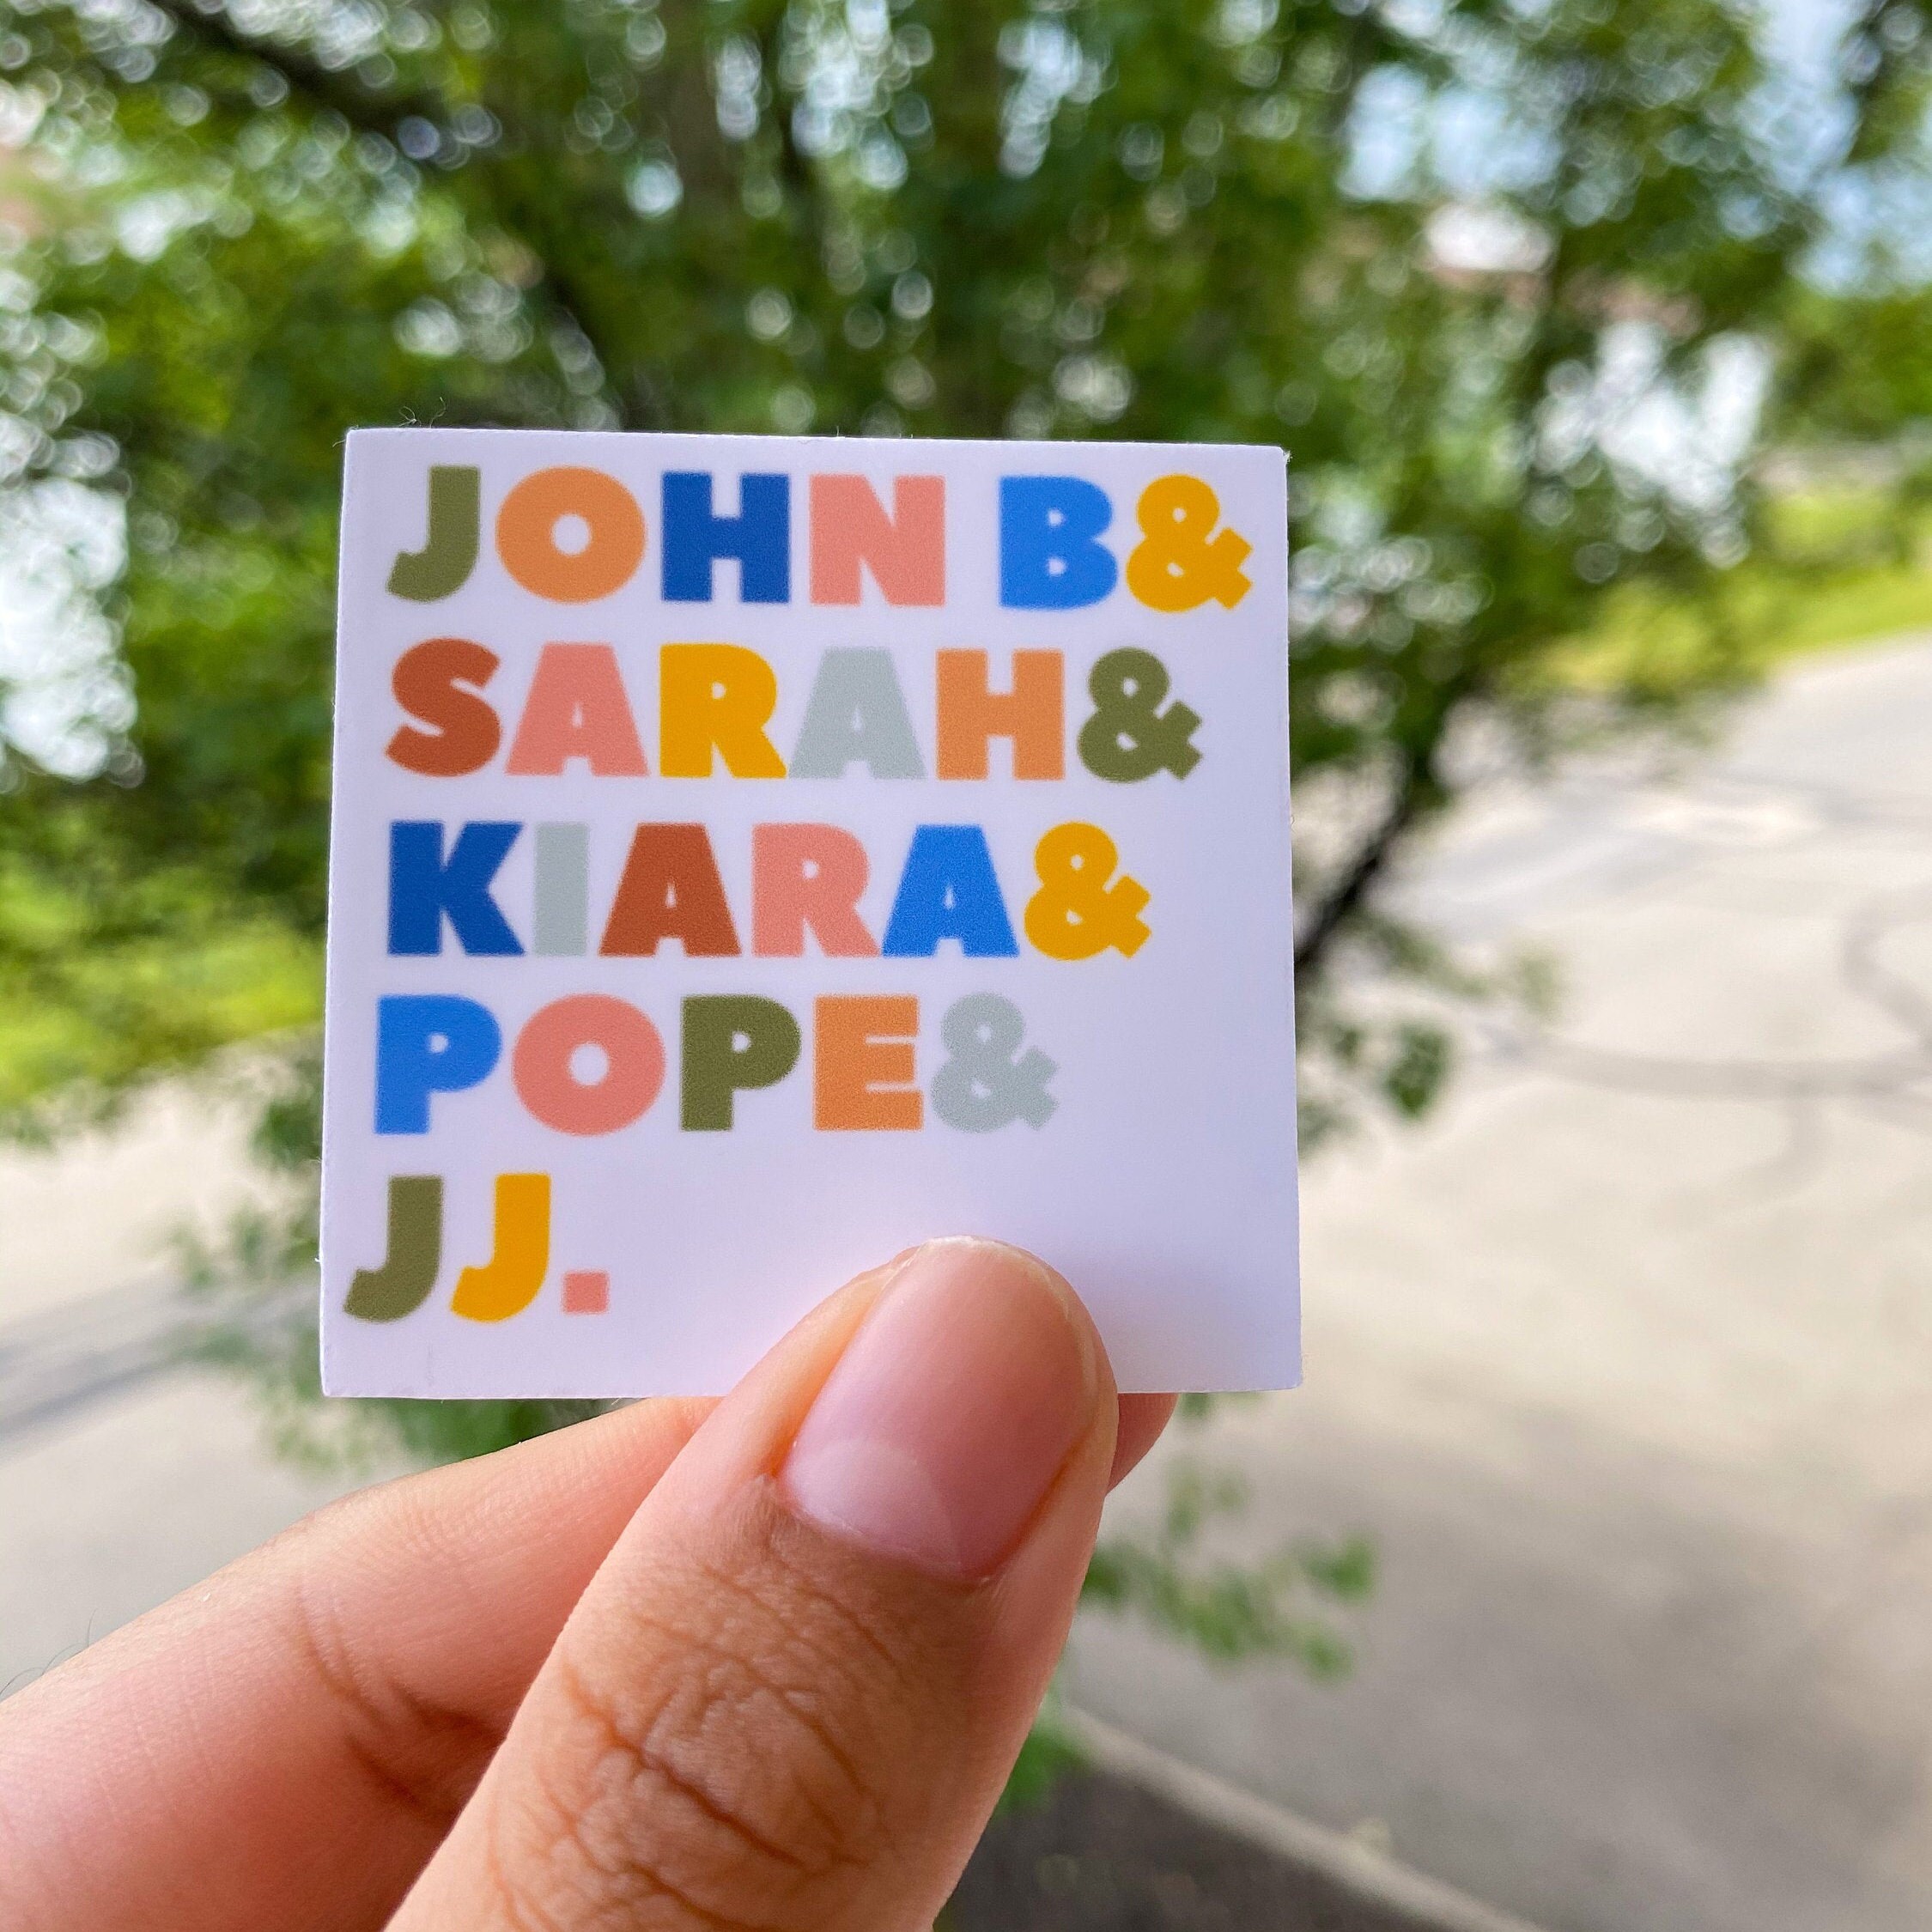 JOHN B&
SARAH&
KIARA&
POPE&
JJ.